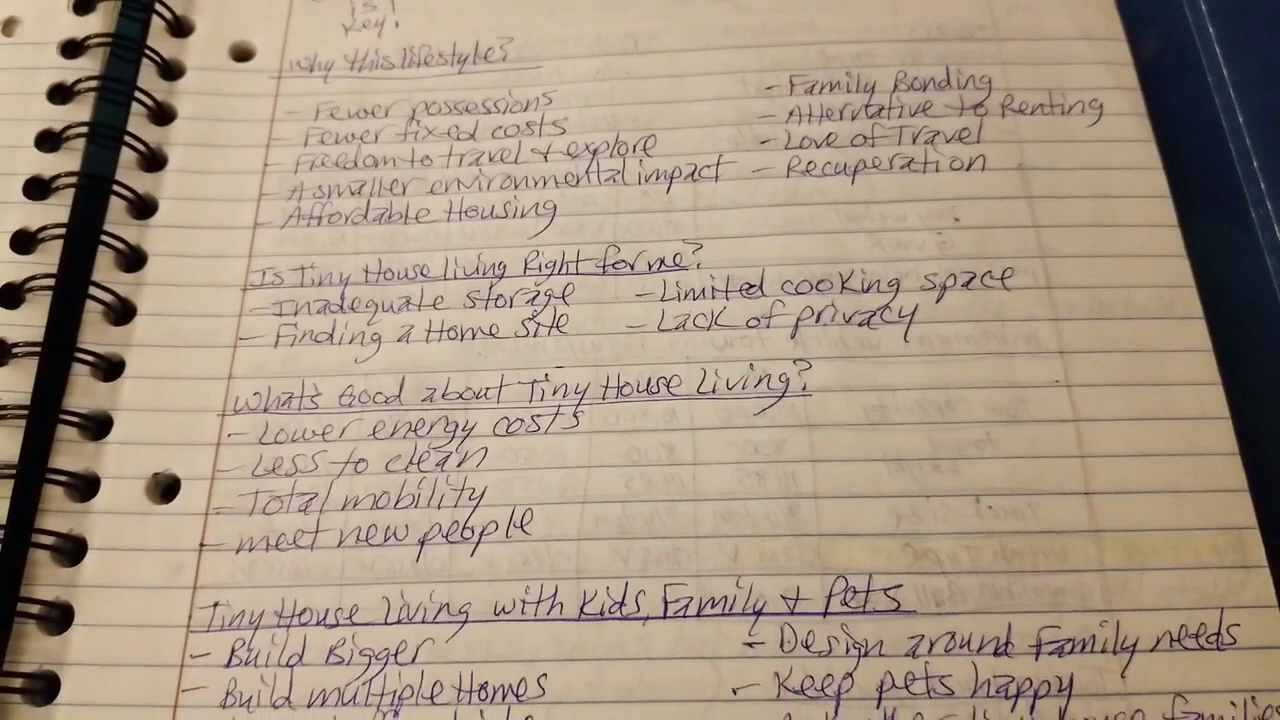 is
Key!
Why this lifestyle?
- Fewer possessions
- Fewer fixed costs
- Freedom to travel & explore
- A smaller environmental impact
- Affordable Housing
- Family Bonding
- Altervative to Renting
- Love of Travel
- Recuperation
Is Tiny House living Right for me?
- Inadequate storage
- Finding a Home site
- Limited cooking space
- Lack of privacy
What's Good about Tiny House Living?
- Lower energy costs
- Less to clean
- Total mobility
- meet new people
Tiny House living with Kids, Family & Pets
- Build Bigger
- Build multiple Homes
- Design around Family needs
- Keep pets happy
families